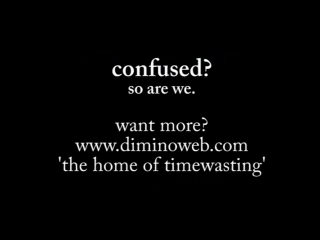 confused?
so are we.
want more?
www.diminoweb.com
'the home of timewasting'